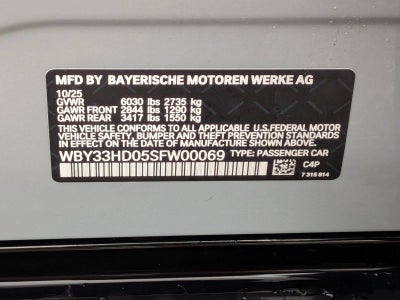 MFD BY BAYERISCHE MOTOREN WERKE AG
10/25
GVWR 6030 lbs 2735 kg
GAWR FRONT 2844 lbs 1290 kg
GAWR REAR 3417 lbs 1550 kg
THIS VEHICLE CONFORMS TO ALL APPLICABLE U.S.FEDERAL MOTOR
VEHICLE SAFETY, BUMPER AND THEFT PREVENTION STANDARDS
IN EFFECT ON THE DATE OF MANUFACTURE SHOWN ABOVE.
WBY33HD05SFW00069 TYPE: PASSENGER CAR
C4P
7 315 814